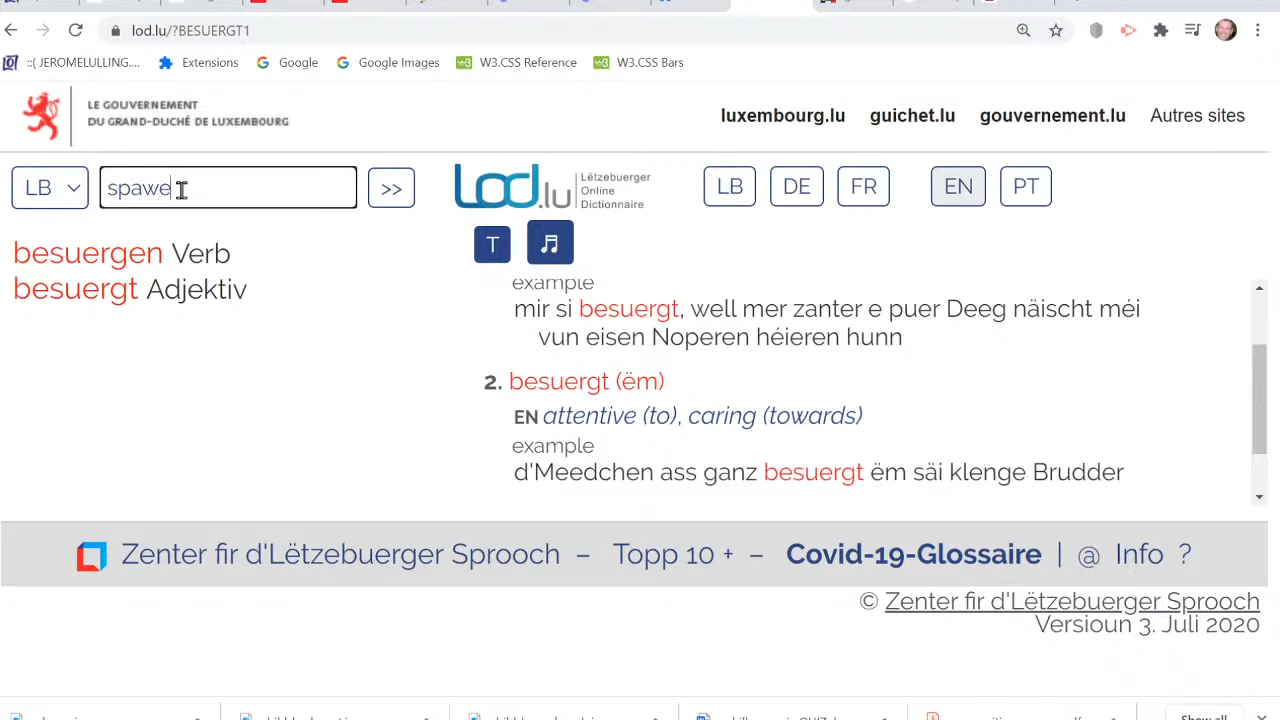 lod.lu/?BESUERGT1
::( JEROMELULLING.... Extensions Google Google Images W3.CSS Reference W3.CSS Bars
LE GOUVERNEMENT
DU GRAND-DUCHÉ DE LUXEMBOURG
luxembourg.lu guichet.lu gouvernement.lu Autres sites
LB spawe >> Lod.lu Lëtzebuerger Online Dictionnaire LB DE FR EN PT
T
besuergen Verb
besuergt Adjektiv
example
mir si besuergt, well mer zanter e puer Deeg näischt méi
vun eisen Noperen héieren hunn
2. besuergt (ëm)
EN attentive (to), caring (towards)
example
d'Meedchen ass ganz besuergt ëm säi klenge Brudder
Zenter fir d'Lëtzebuerger Sprooch – Topp 10 + – Covid-19-Glossaire | @ Info ?
© Zenter fir d'Lëtzebuerger Sprooch
Versioun 3. Juli 2020
Show all